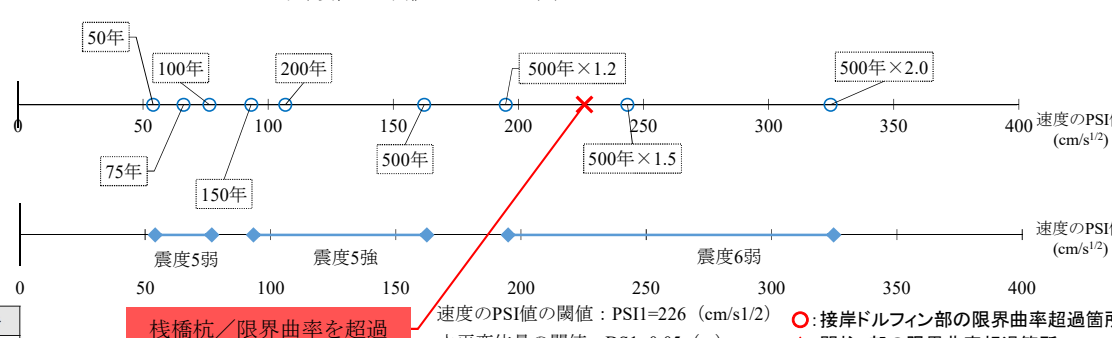 50年
100年
200年
500年×1.2
500年×2.0
0
50
100
150
200
250
300
350
400
速度のPSI値
(cm/s1/2)
75年
150年
500年
500年×1.5
速度のPSI値
(cm/s1/2)
震度5弱
震度5強
震度6弱
0
50
100
150
200
250
300
350
400
桟橋杭／限界曲率を超過
速度のPSI値の閾値：PSI1=226（cm/s1/2）
○:接岸ドルフィン部の限界曲率超過箇所